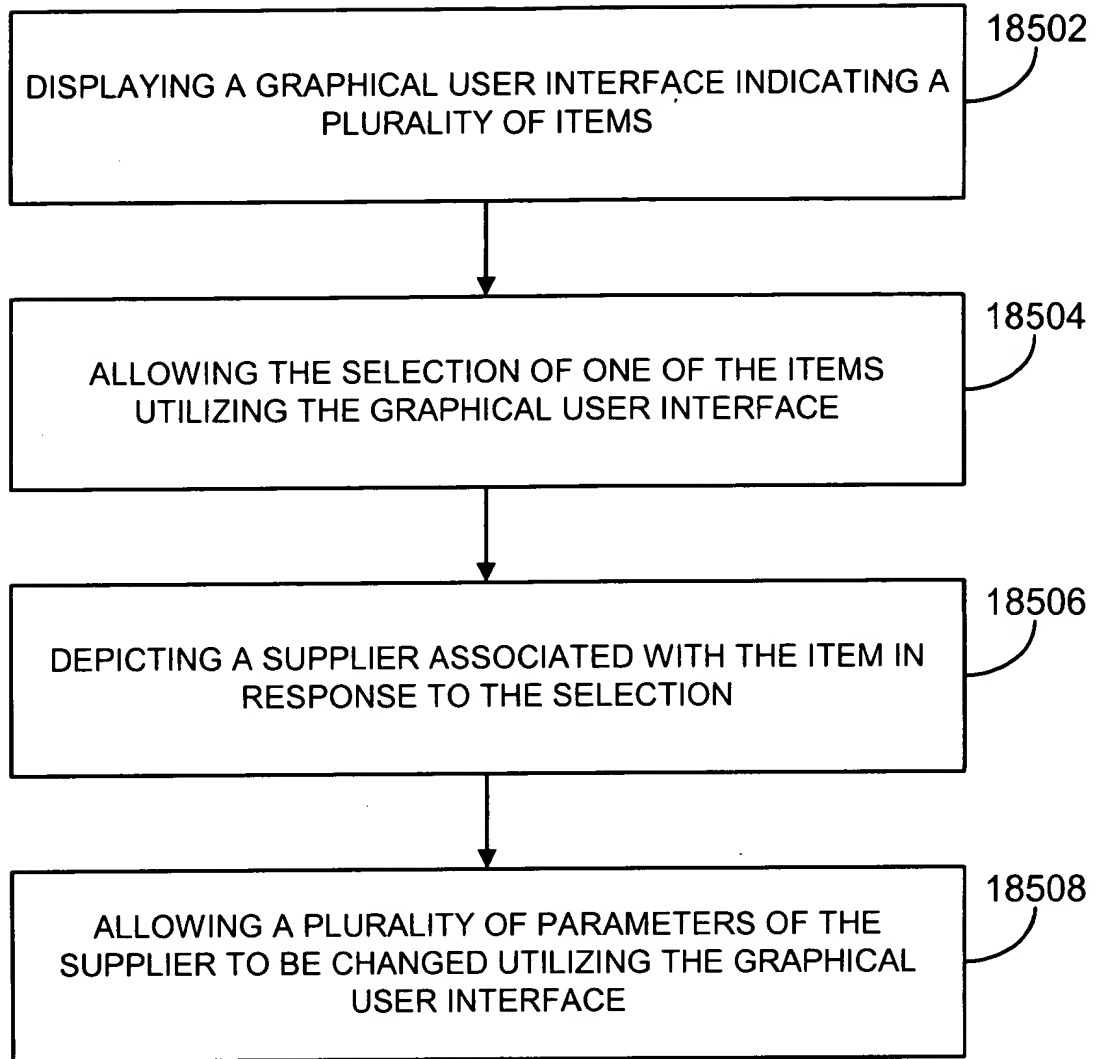 18502
DISPLAYING A GRAPHICAL USER INTERFACE INDICATING A
PLURALITY OF ITEMS
18504
ALLOWING THE SELECTION OF ONE OF THE ITEMS
UTILIZING THE GRAPHICAL USER INTERFACE
18506
DEPICTING A SUPPLIER ASSOCIATED WITH THE ITEM IN
RESPONSE TO THE SELECTION
18508
ALLOWING A PLURALITY OF PARAMETERS OF THE
SUPPLIER TO BE CHANGED UTILIZING THE GRAPHICAL
USER INTERFACE